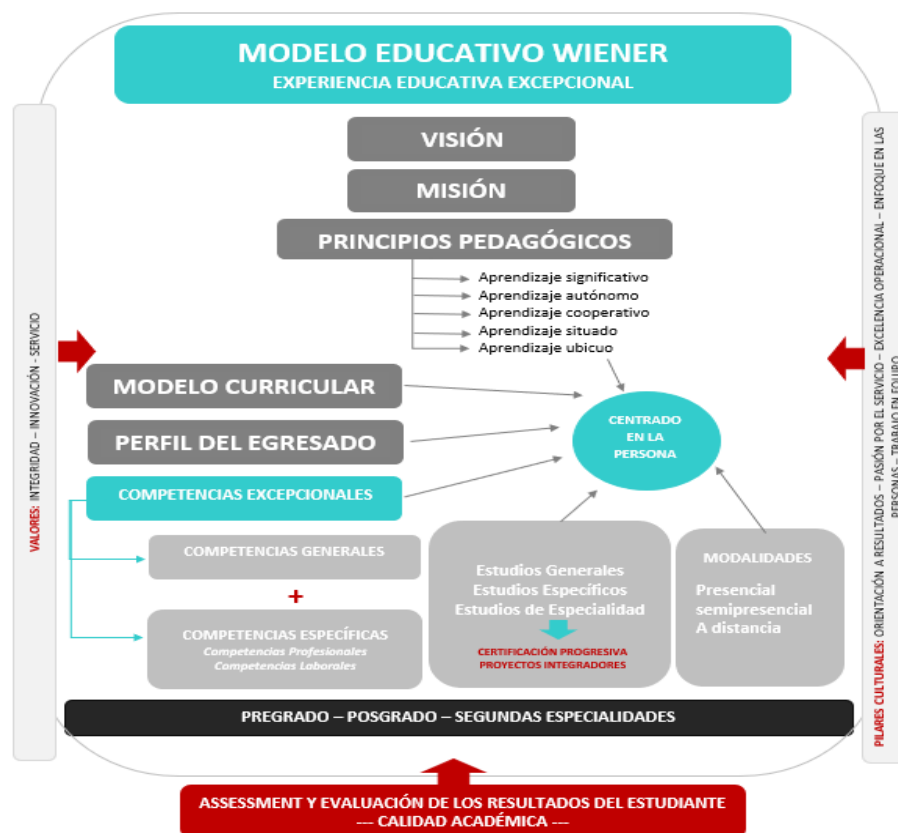 MODELO EDUCATIVO WIENER
EXPERIENCIA EDUCATIVA EXCEPCIONAL
VISIÓN
MISIÓN
PRINCIPIOS PEDAGÓGICOS
Aprendizaje significativo
Aprendizaje autónomo
Aprendizaje cooperativo
Aprendizaje situado
Aprendizaje ubicuo
MODELO CURRICULAR
PERFIL DEL EGRESADO
COMPETENCIAS EXCEPCIONALES
CENTRADO
EN LA
PERSONA
COMPETENCIAS GENERALES
+
COMPETENCIAS ESPECÍFICAS
Competencias Profesionales
Competencias Laborales
Estudios Generales
Estudios Específicos
Estudios de Especialidad
CERTIFICACIÓN PROGRESIVA
PROYECTOS INTEGRADORES
MODALIDADES
Presencial
semipresencial
A distancia
PREGRADO – POSGRADO – SEGUNDAS ESPECIALIDADES
ASSESSMENT Y EVALUACIÓN DE LOS RESULTADOS DEL ESTUDIANTE
--- CALIDAD ACADÉMICA ---
VALORES: INTEGRIDAD – INNOVACIÓN - SERVICIO
PILARES CULTURALES: ORIENTACIÓN A RESULTADOS – PASIÓN POR EL SERVICIO – EXCELENCIA OPERACIONAL – ENFOQUE EN LAS
PERSONAS – TRABAJO EN EQUIPO